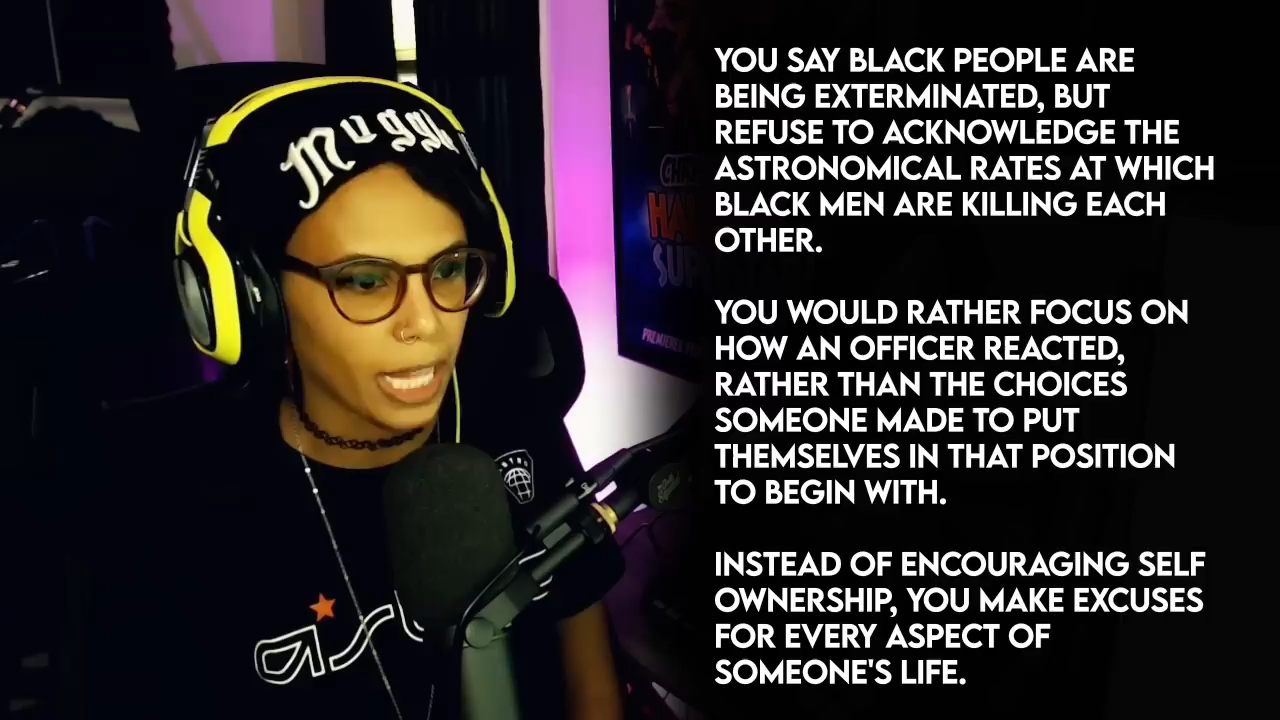 Muggl
YOU SAY BLACK PEOPLE ARE
BEING EXTERMINATED, BUT
REFUSE TO ACKNOWLEDGE THE
ASTRONOMICAL RATES AT WHICH
BLACK MEN ARE KILLING EACH
OTHER.
YOU WOULD RATHER FOCUS ON
HOW AN OFFICER REACTED,
RATHER THAN THE CHOICES
SOMEONE MADE TO PUT
THEMSELVES IN THAT POSITION
TO BEGIN WITH.
INSTEAD OF ENCOURAGING SELF
OWNERSHIP, YOU MAKE EXCUSES
FOR EVERY ASPECT OF
SOMEONE'S LIFE.